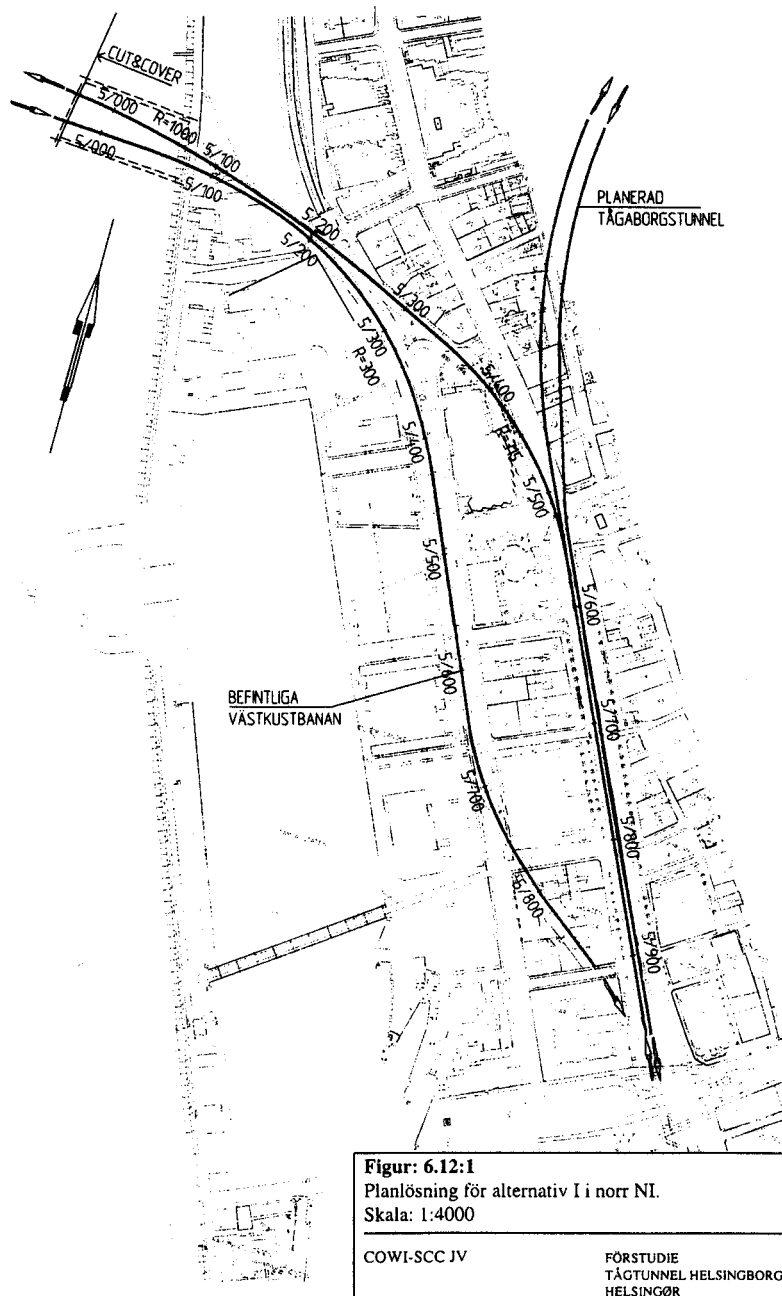 CUT&COVER
5/000
R=1000
5/100
5/000
5/100
5/200
5/200
PLANERAD
TÅGABORGSTUNNEL
5/300
5/300
R=300
5/400
R=315
5/400
5/500
5/500
5/600
5/600
BEFINTLIGA
VÄSTKUSTBANAN
5/700
5/700
5/800
5/800
5/900
Figur: 6.12:1
Planlösning för alternativ I i norr NI.
Skala: 1:4000
COWI-SCC JV
FÖRSTUDIE
TÅGTUNNEL HELSINGBORG
HELSINGØR